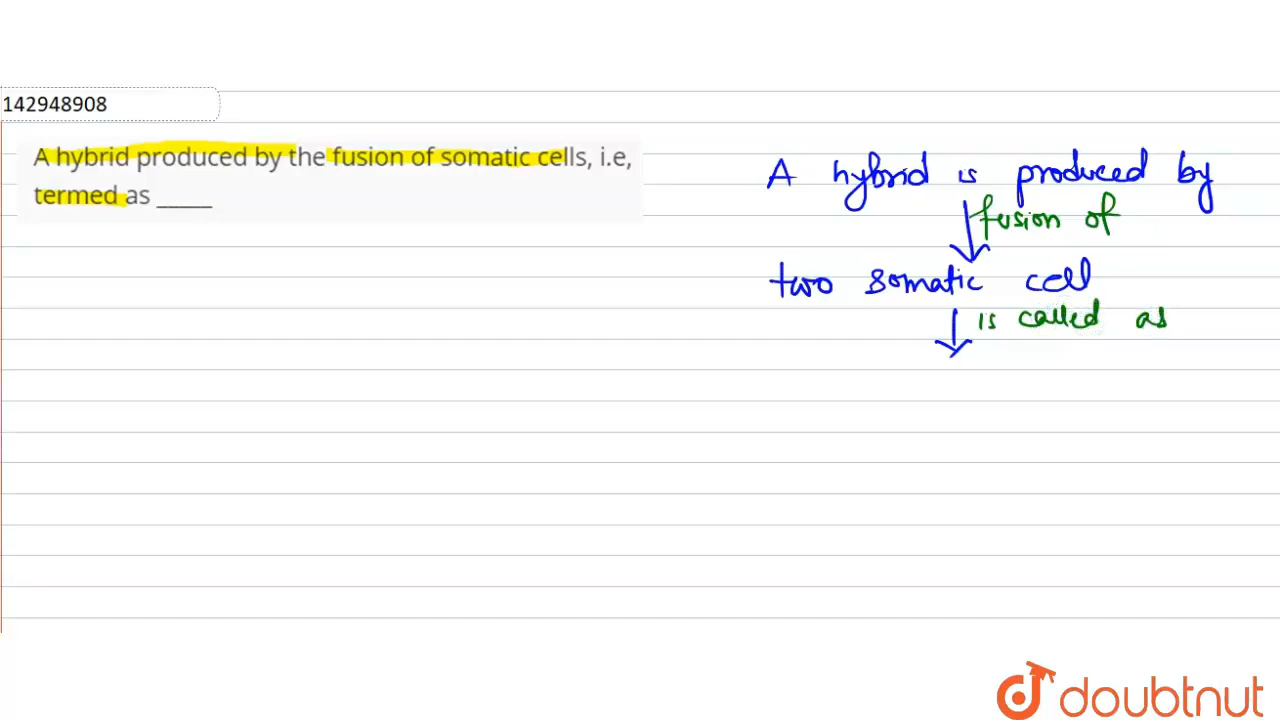 142948908
A hybrid produced by the fusion of somatic cells, i.e,
termed as _____
A hybrid is produced by
fusion of
two somatic cell
is called as
doubtnut